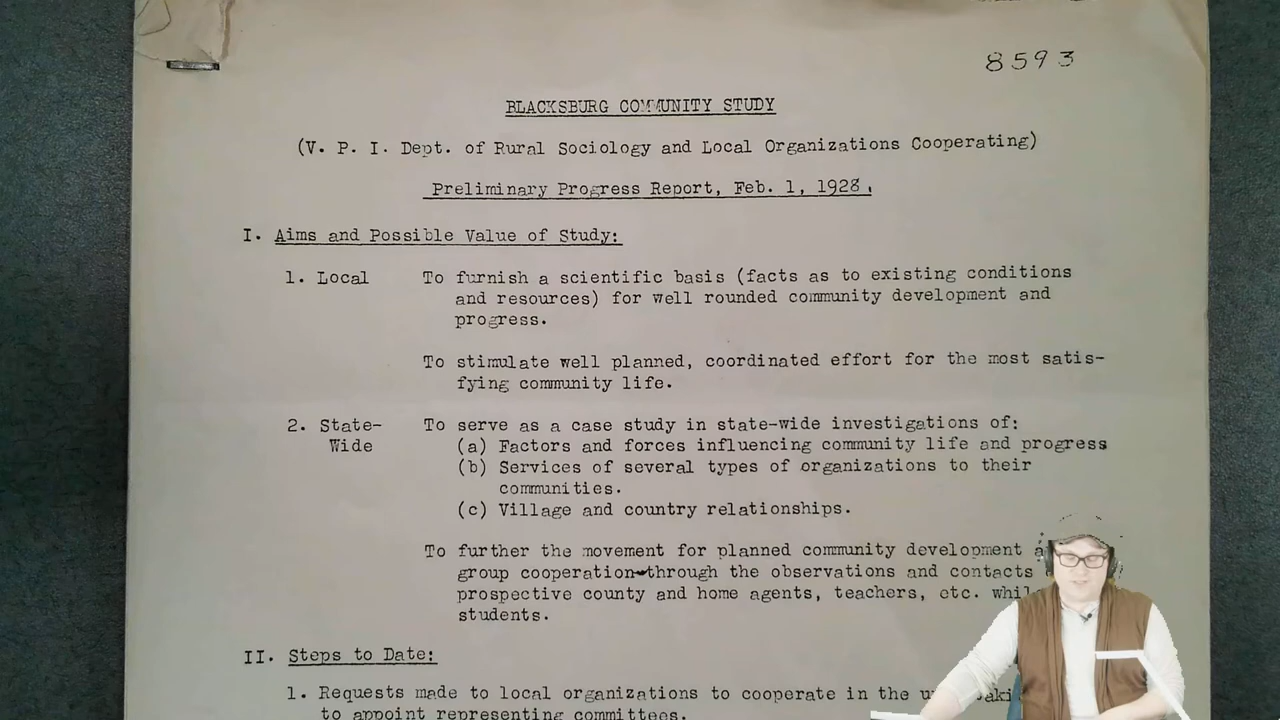 8593
BLACKSBURG COMMUNITY STUDY
(V. P. I. Dept. of Rural Sociology and Local Organizations Cooperating)
Preliminary Progress Report, Feb. 1, 1928.
I. Aims and Possible Value of Study:
1. Local To furnish a scientific basis (facts as to existing conditions
and resources) for well rounded community development and
progress.
To stimulate well planned, coordinated effort for the most satis-
fying community life.
2. State- To serve as a case study in state-wide investigations of:
Wide (a) Factors and forces influencing community life and progress
(b) Services of several types of organizations to their
communities.
(c) Village and country relationships.
To further the movement for planned community development
group cooperation-through the observations and contacts
prospective county and home agents, teachers, etc.
students.
II. Steps to Date:
1. Requests made to local organizations to cooperate in the
to appoint representing committees.